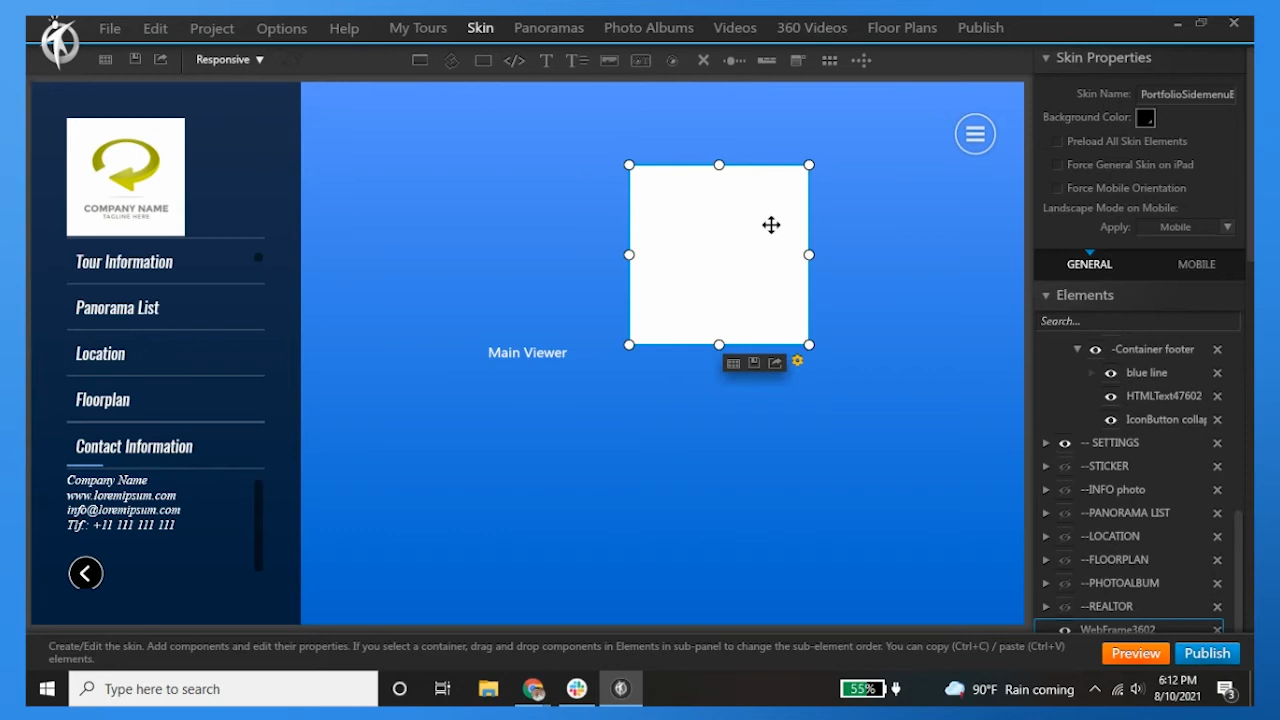 File Edit Project Options Help My Tours Skin Panoramas Photo Albums Videos 360 Videos Floor Plans Publish
Responsive
Skin Properties
Skin Name: PortfolioSidemenu
Background Color:
Preload All Skin Elements
Force General Skin on iPad
Force Mobile Orientation
Landscape Mode on Mobile:
Apply: Mobile
GENERAL MOBILE
Elements
Search...
-Container footer
blue line
HTMLText47602
IconButton colla
-- SETTINGS
--STICKER
--INFO photo
--PANORAMA LIST
--LOCATION
--FLOORPLAN
--PHOTOALBUM
--REALTOR
WebFrame3602
COMPANY NAME
TAGLINE HERE
Tour Information
Panorama List
Location
Floorplan
Contact Information
Company Name
www.loremipsum.com
info@loremipsum.com
Tlf.: +11 111 111 111
Main Viewer
Create/Edit the skin. Add components and edit their properties. If you select a container, drag and drop components in Elements in sub-panel to change the sub-element order. You can copy (Ctrl+C) / paste (Ctrl+V)
elements.
Preview Publish
Type here to search
55%
90°F Rain coming
6:12 PM
8/10/2021
3